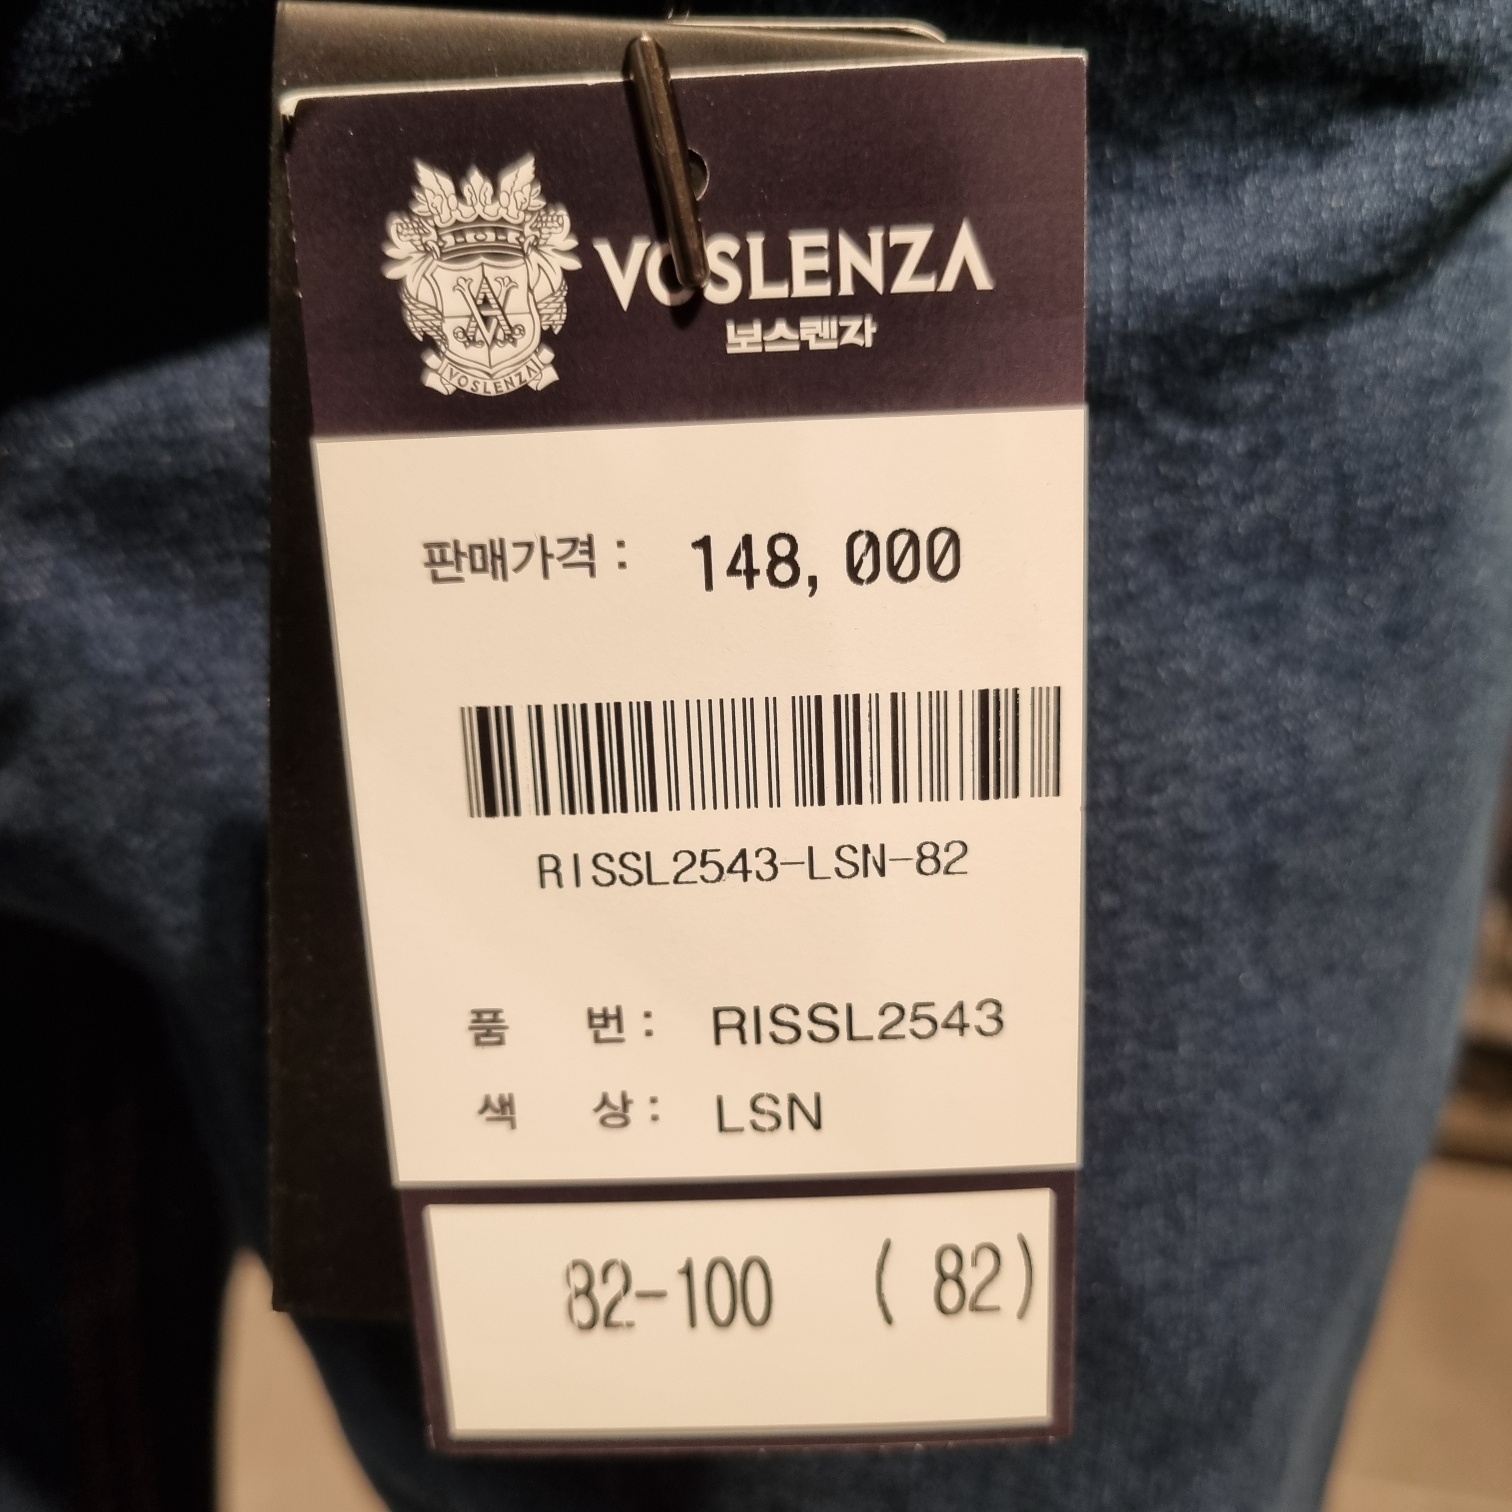 VOSLENZA
보스렌자
VOSLENZA
판매가격 : 148,000
RISSL2543-LSN-82
품 번 : RISSL2543
색 상 : LSN
82-100 ( 82)